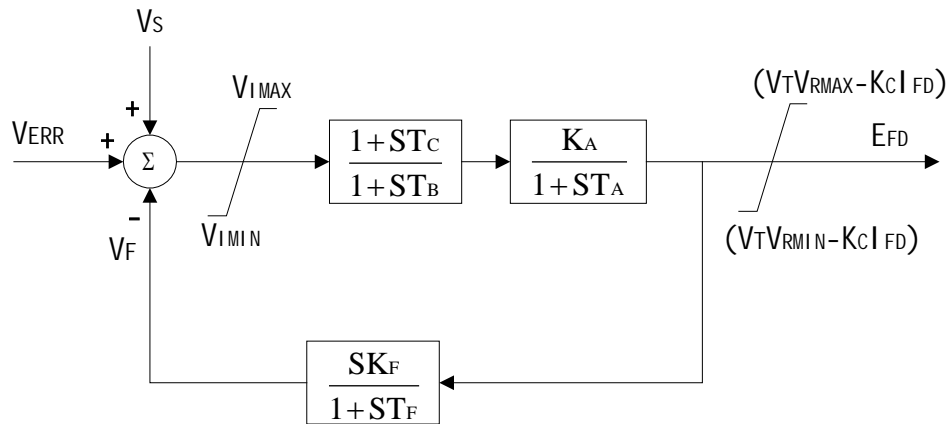 VS
VIMAX
(VTVRMAX-KCIFD)
+
VERR
+
Σ
1+STC
1+STB
KA
1+STA
EFD
-
VF
VIMIN
(VTVRMIN-KCIFD)
SKF
1+STF